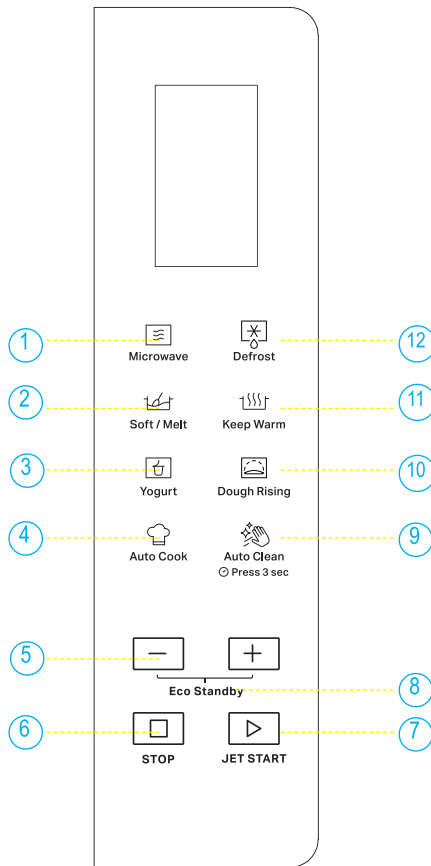 1
Microwave
Defrost
12
2
Soft / Melt
Keep Warm
11
3
Yogurt
Dough Rising
10
4
Auto Cook
Auto Clean
Press 3 sec
9
5
Eco Standby
8
6
STOP
JET START
7